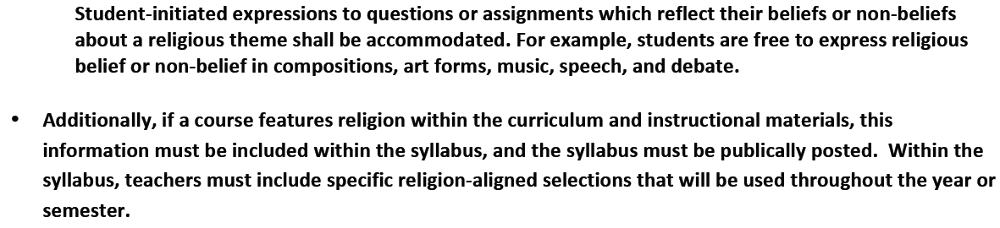 Student-initiated expressions to questions or assignments which reflect their beliefs or non-beliefs
about a religious theme shall be accommodated. For example, students are free to express religious
belief or non-belief in compositions, art forms, music, speech, and debate.
• Additionally, if a course features religion within the curriculum and instructional materials, this
information must be included within the syllabus, and the syllabus must be publically posted.  Within the
syllabus, teachers must include specific religion-aligned selections that will be used throughout the year or
semester.